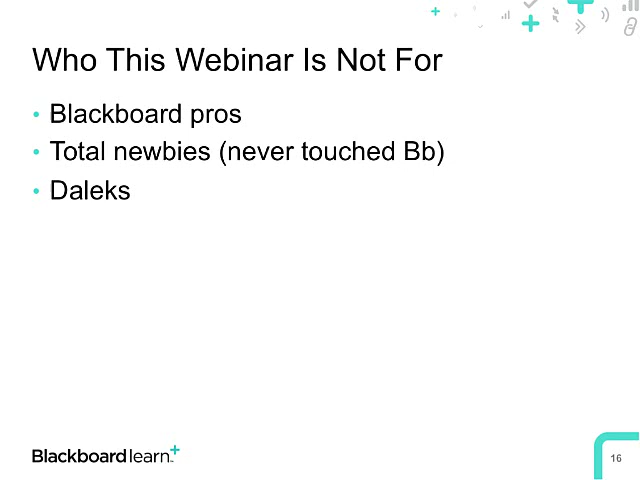 Who This Webinar Is Not For
• Blackboard pros
• Total newbies (never touched Bb)
• Daleks
Blackboard learn+
16